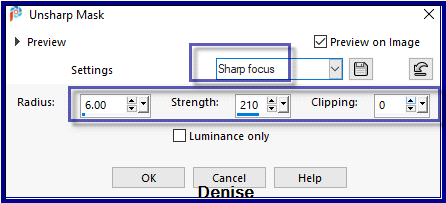 Unsharp Mask
Preview
Preview on Image
Settings
Sharp focus
Radius: 6.00 Strength: 210 Clipping: 0
Luminance only
OK Cancel Help
Denise